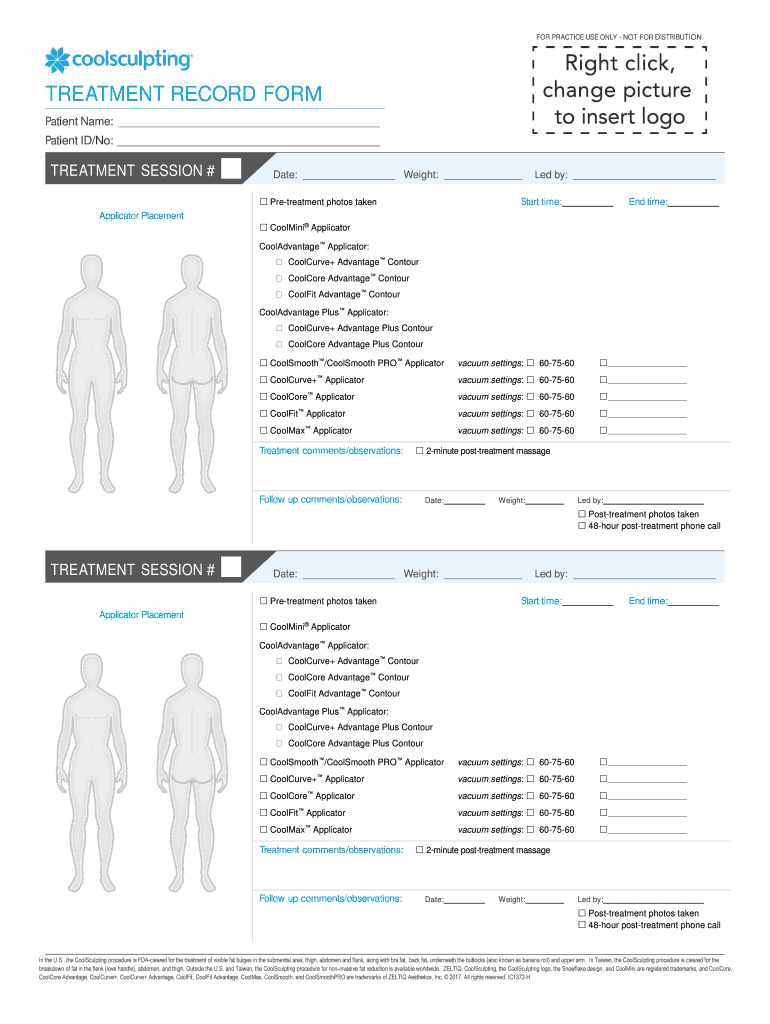 FOR PRACTICE USE ONLY - NOT FOR DISTRIBUTION
coolsculpting®
Right click,
change picture
to insert logo
TREATMENT RECORD FORM
Patient Name:
Patient ID/No:
TREATMENT SESSION #
Date: Weight: Led by:
☐ Pre-treatment photos taken Start time: End time:
Applicator Placement
☐ CoolMini® Applicator
CoolAdvantage™ Applicator:
☐ CoolCurve+ Advantage™ Contour
☐ CoolCore Advantage™ Contour
☐ CoolFit Advantage™ Contour
CoolAdvantage Plus™ Applicator:
☐ CoolCurve+ Advantage Plus Contour
☐ CoolCore Advantage Plus Contour
☐ CoolSmooth™/CoolSmooth PRO™ Applicator vacuum settings: ☐ 60-75-60 ☐
☐ CoolCurve+™ Applicator vacuum settings: ☐ 60-75-60 ☐
☐ CoolCore™ Applicator vacuum settings: ☐ 60-75-60 ☐
☐ CoolFit™ Applicator vacuum settings: ☐ 60-75-60 ☐
☐ CoolMax™ Applicator vacuum settings: ☐ 60-75-60 ☐
Treatment comments/observations: ☐ 2-minute post-treatment massage
Follow up comments/observations: Date: Weight: Led by:
☐ Post-treatment photos taken
☐ 48-hour post-treatment phone call
TREATMENT SESSION #
Date: Weight: Led by:
☐ Pre-treatment photos taken Start time: End time:
Applicator Placement
☐ CoolMini® Applicator
CoolAdvantage™ Applicator:
☐ CoolCurve+ Advantage™ Contour
☐ CoolCore Advantage™ Contour
☐ CoolFit Advantage™ Contour
CoolAdvantage Plus™ Applicator:
☐ CoolCurve+ Advantage Plus Contour
☐ CoolCore Advantage Plus Contour
☐ CoolSmooth™/CoolSmooth PRO™ Applicator vacuum settings: ☐ 60-75-60 ☐
☐ CoolCurve+™ Applicator vacuum settings: ☐ 60-75-60 ☐
☐ CoolCore™ Applicator vacuum settings: ☐ 60-75-60 ☐
☐ CoolFit™ Applicator vacuum settings: ☐ 60-75-60 ☐
☐ CoolMax™ Applicator vacuum settings: ☐ 60-75-60 ☐
Treatment comments/observations: ☐ 2-minute post-treatment massage
Follow up comments/observations: Date: Weight: Led by:
☐ Post-treatment photos taken
☐ 48-hour post-treatment phone call
In the U.S., the CoolSculpting procedure is FDA-cleared for the treatment of visible fat bulges in the submental area, thigh, abdomen and flank, along with bra fat, back fat, underneath the buttocks (also known as banana roll) and upper arm. In Taiwan, the CoolSculpting procedure is cleared for the
breakdown of fat in the flank (love handle), abdomen, and thigh. Outside the U.S. and Taiwan, the CoolSculpting procedure for non-invasive fat reduction is available worldwide. ZELTIQ, CoolSculpting, the CoolSculpting logo, the Snowflake design, and CoolMini are registered trademarks, and CoolCore,
CoolCore Advantage, CoolCurve+, CoolCurve+ Advantage, CoolFit, CoolFit Advantage, CoolMax, CoolSmooth, and CoolSmoothPRO are trademarks of ZELTIQ Aesthetics, Inc. © 2017. All rights reserved. IC1372-H